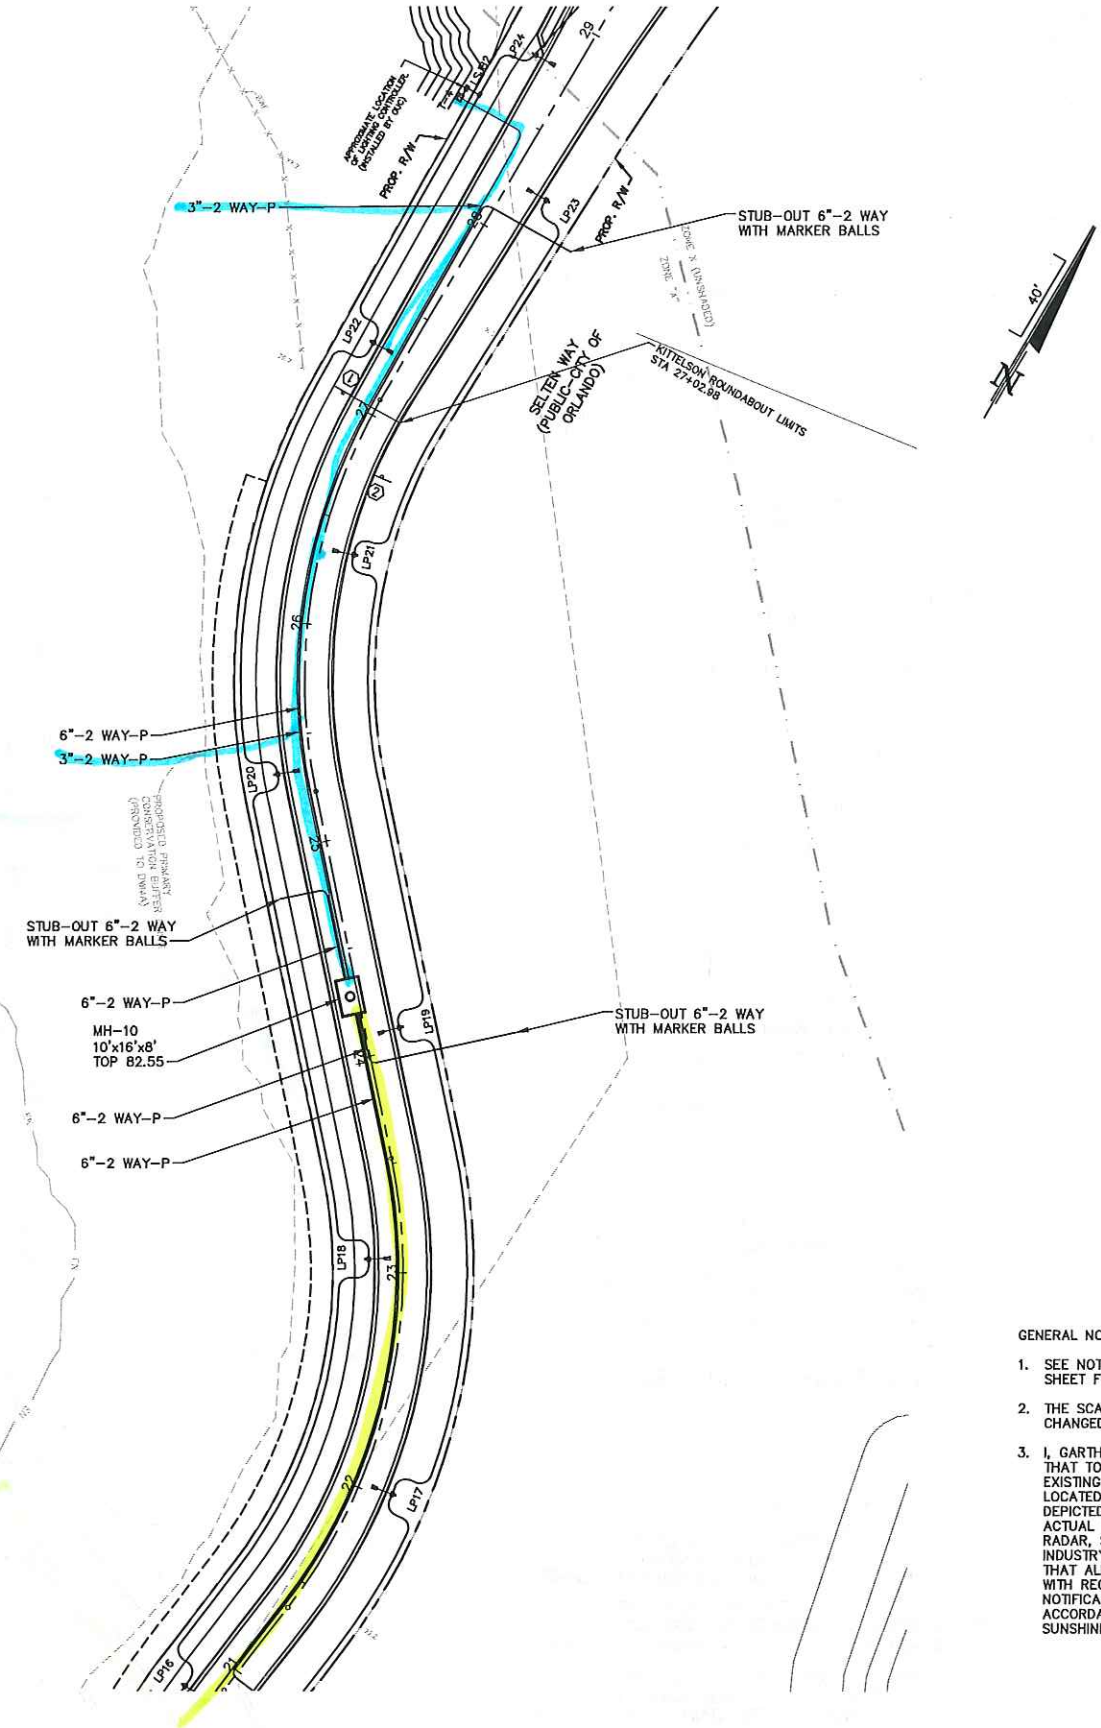 29
LP24
APPROXIMATE LOCATION
OF LIGHTING CONTROLLER.
(INSTALLED BY OUC)
PROP. R/W
3"-2 WAY-P
28
LP23
PROP. R/W
STUB-OUT 6"-2 WAY
WITH MARKER BALLS
ZONE X (UNSHADED)
ZONE "A"
40'
N
LP22
1
27
SELTEN WAY
(PUBLIC-CITY OF
ORLANDO)
KITTELSON ROUNDABOUT LIMITS
STA 27+02.98
2
LP21
26
6"-2 WAY-P
3"-2 WAY-P
LP20
PROPOSED PRIMARY
CONSERVATION BUFFER
25
STUB-OUT 6"-2 WAY
WITH MARKER BALLS
6"-2 WAY-P
MH-10
10'x16'x8'
TOP 82.55
LP19
STUB-OUT 6"-2 WAY
WITH MARKER BALLS
24
6"-2 WAY-P
6"-2 WAY-P
LP18
23
22
LP17
21
LP16
GENERAL NO
1. SEE NOT
SHEET F
2. THE SCA
CHANGED
3. I, GARTH
THAT TO
EXISTING
LOCATED
DEPICTED
ACTUAL
RADAR,
INDUSTRY
THAT AL
WITH REC
NOTIFICA
ACCORDA
SUNSHIN